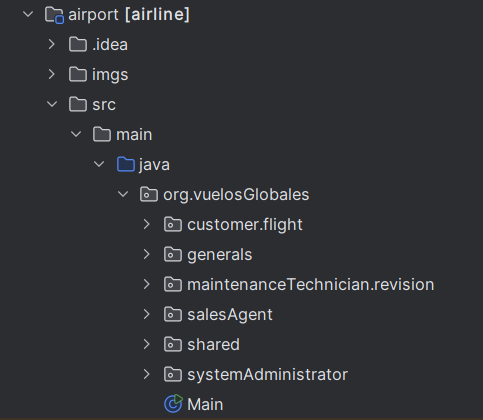 airport [airline]
.idea
imgs
src
main
java
org.vuelosGlobales
customer.flight
generals
maintenanceTechnician.revision
salesAgent
shared
systemAdministrator
Main